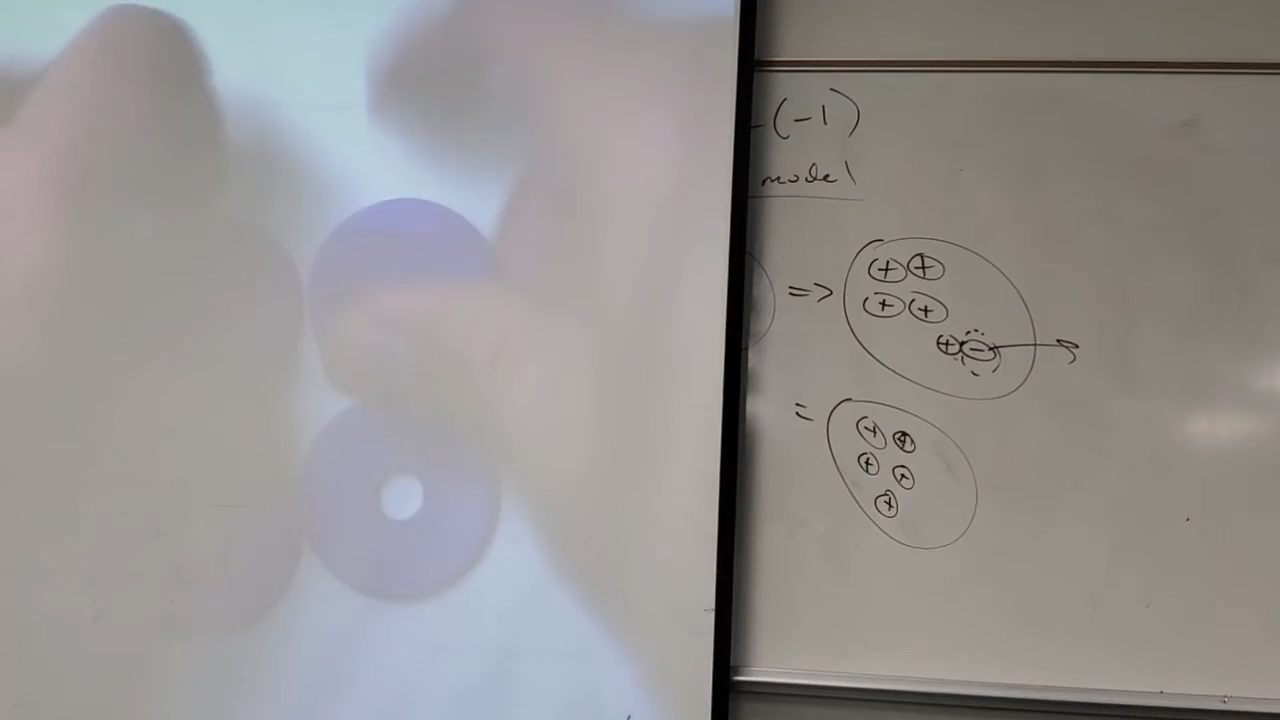 -(-1)
model
=> + + + + + -
= + + + + +